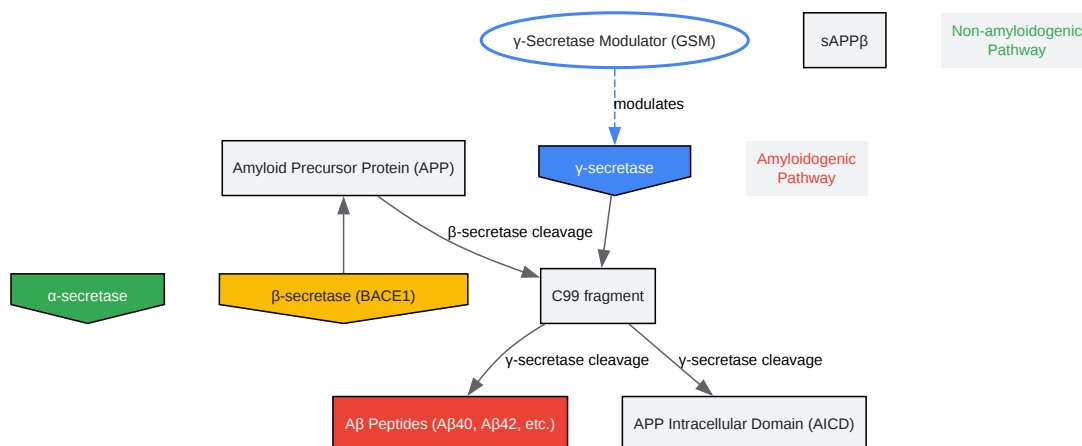 γ-Secretase Modulator (GSM)
sAPPβ
Non-amyloidogenic
Pathway
modulates
Amyloid Precursor Protein (APP)
γ-secretase
Amyloidogenic
Pathway
β-secretase cleavage
α-secretase
β-secretase (BACE1)
C99 fragment
γ-secretase cleavage
γ-secretase cleavage
Aβ Peptides (Aβ40, Aβ42, etc.)
APP Intracellular Domain (AICD)